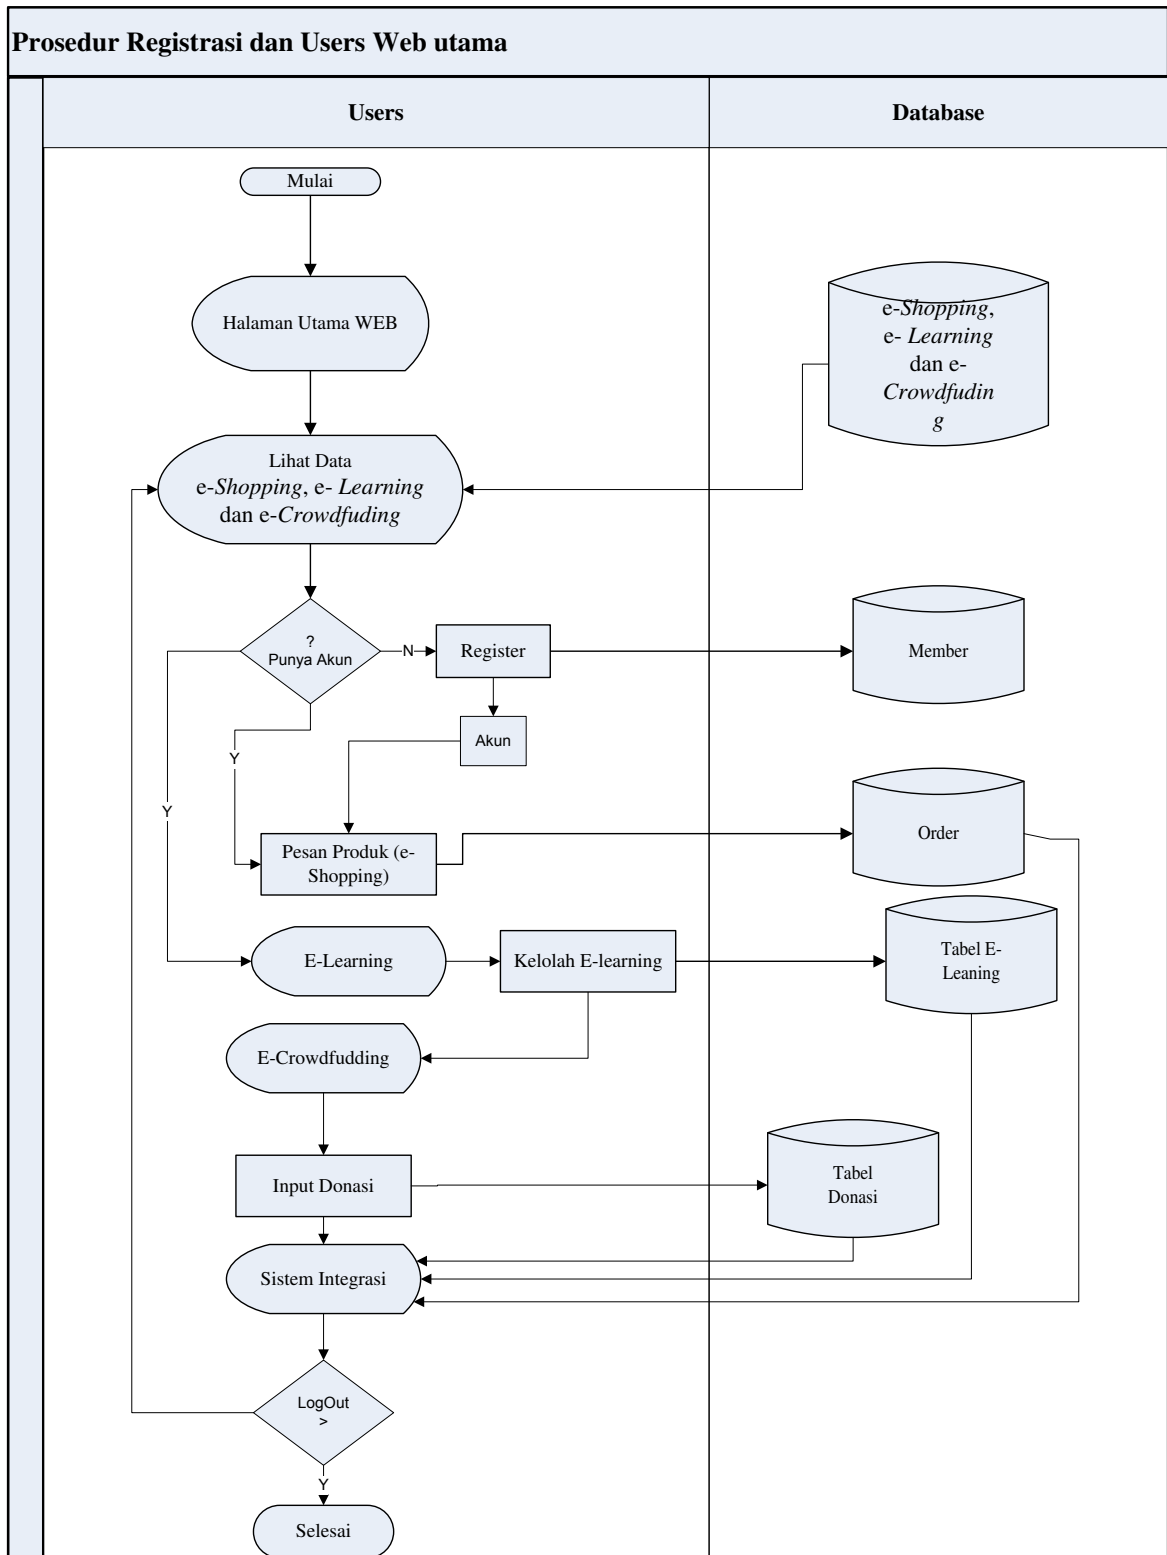 Prosedur Registrasi dan Users Web utama
Users
Database
Mulai
Halaman Utama WEB
e-Shopping,
e- Learning
dan e-
Crowdfudin
g
Lihat Data
e-Shopping, e- Learning
dan e-Crowdfuding
?
Punya Akun
N
Register
Member
Akun
Y
Y
Pesan Produk (e-
Shopping)
Order
E-Learning
Kelolah E-learning
Tabel E-
Leaning
E-Crowdfudding
Input Donasi
Tabel
Donasi
Sistem Integrasi
LogOut
>
Y
Selesai